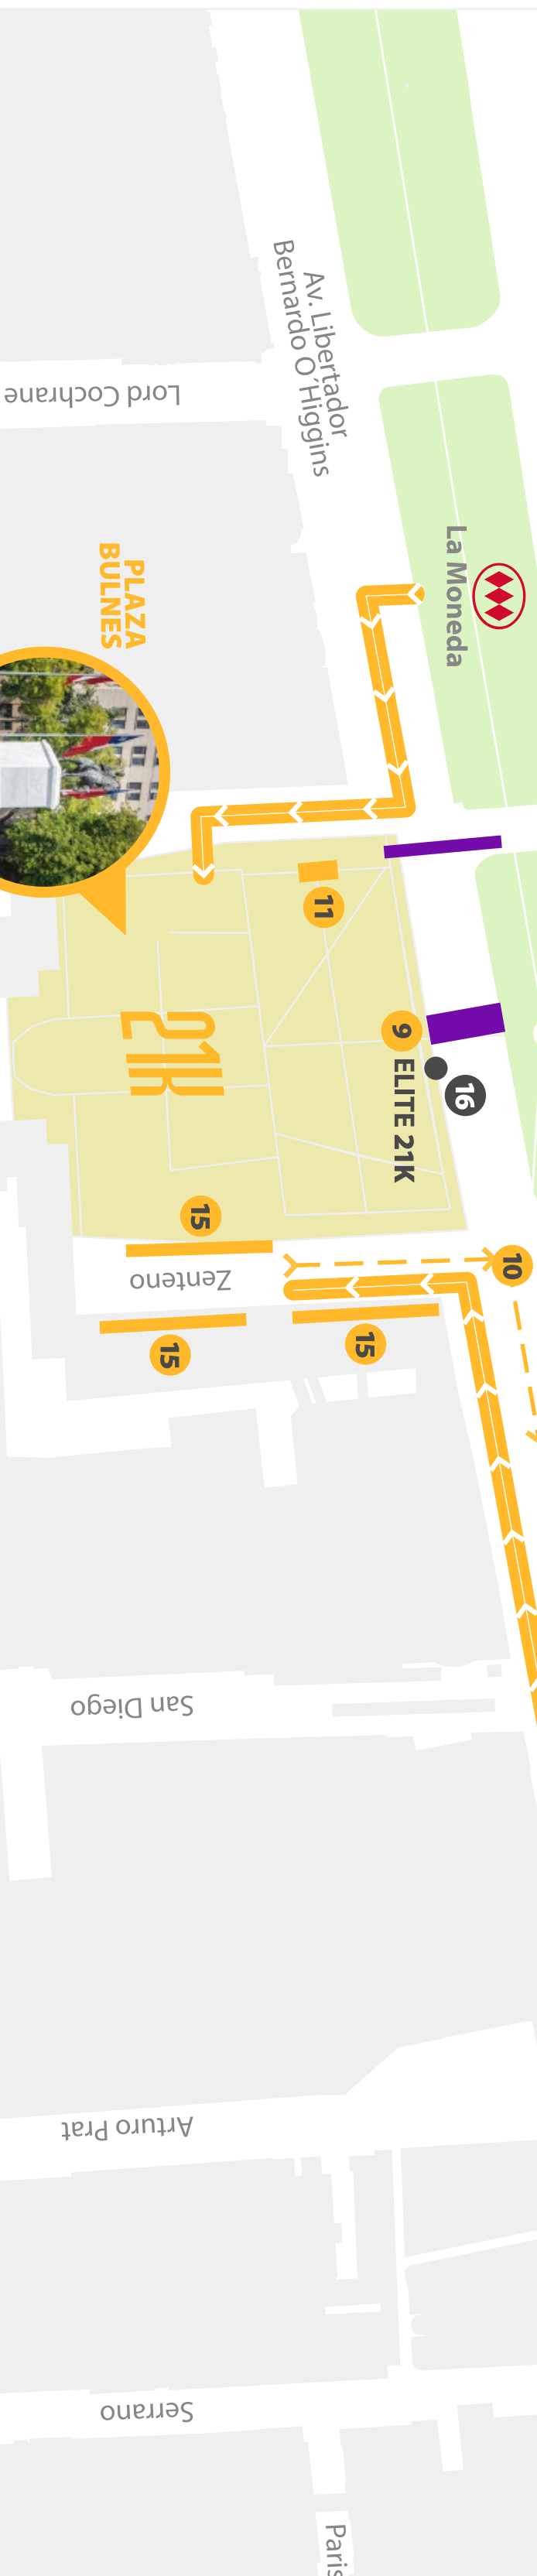 Av. Libertador
Bernardo O´Higgins
Lord Cochrane
La Moneda
PLAZA
BULNES
11
9 ELITE 21K
16
21K
15
Zenteno
10
15
15
San Diego
Arturo Prat
Serrano
Paris